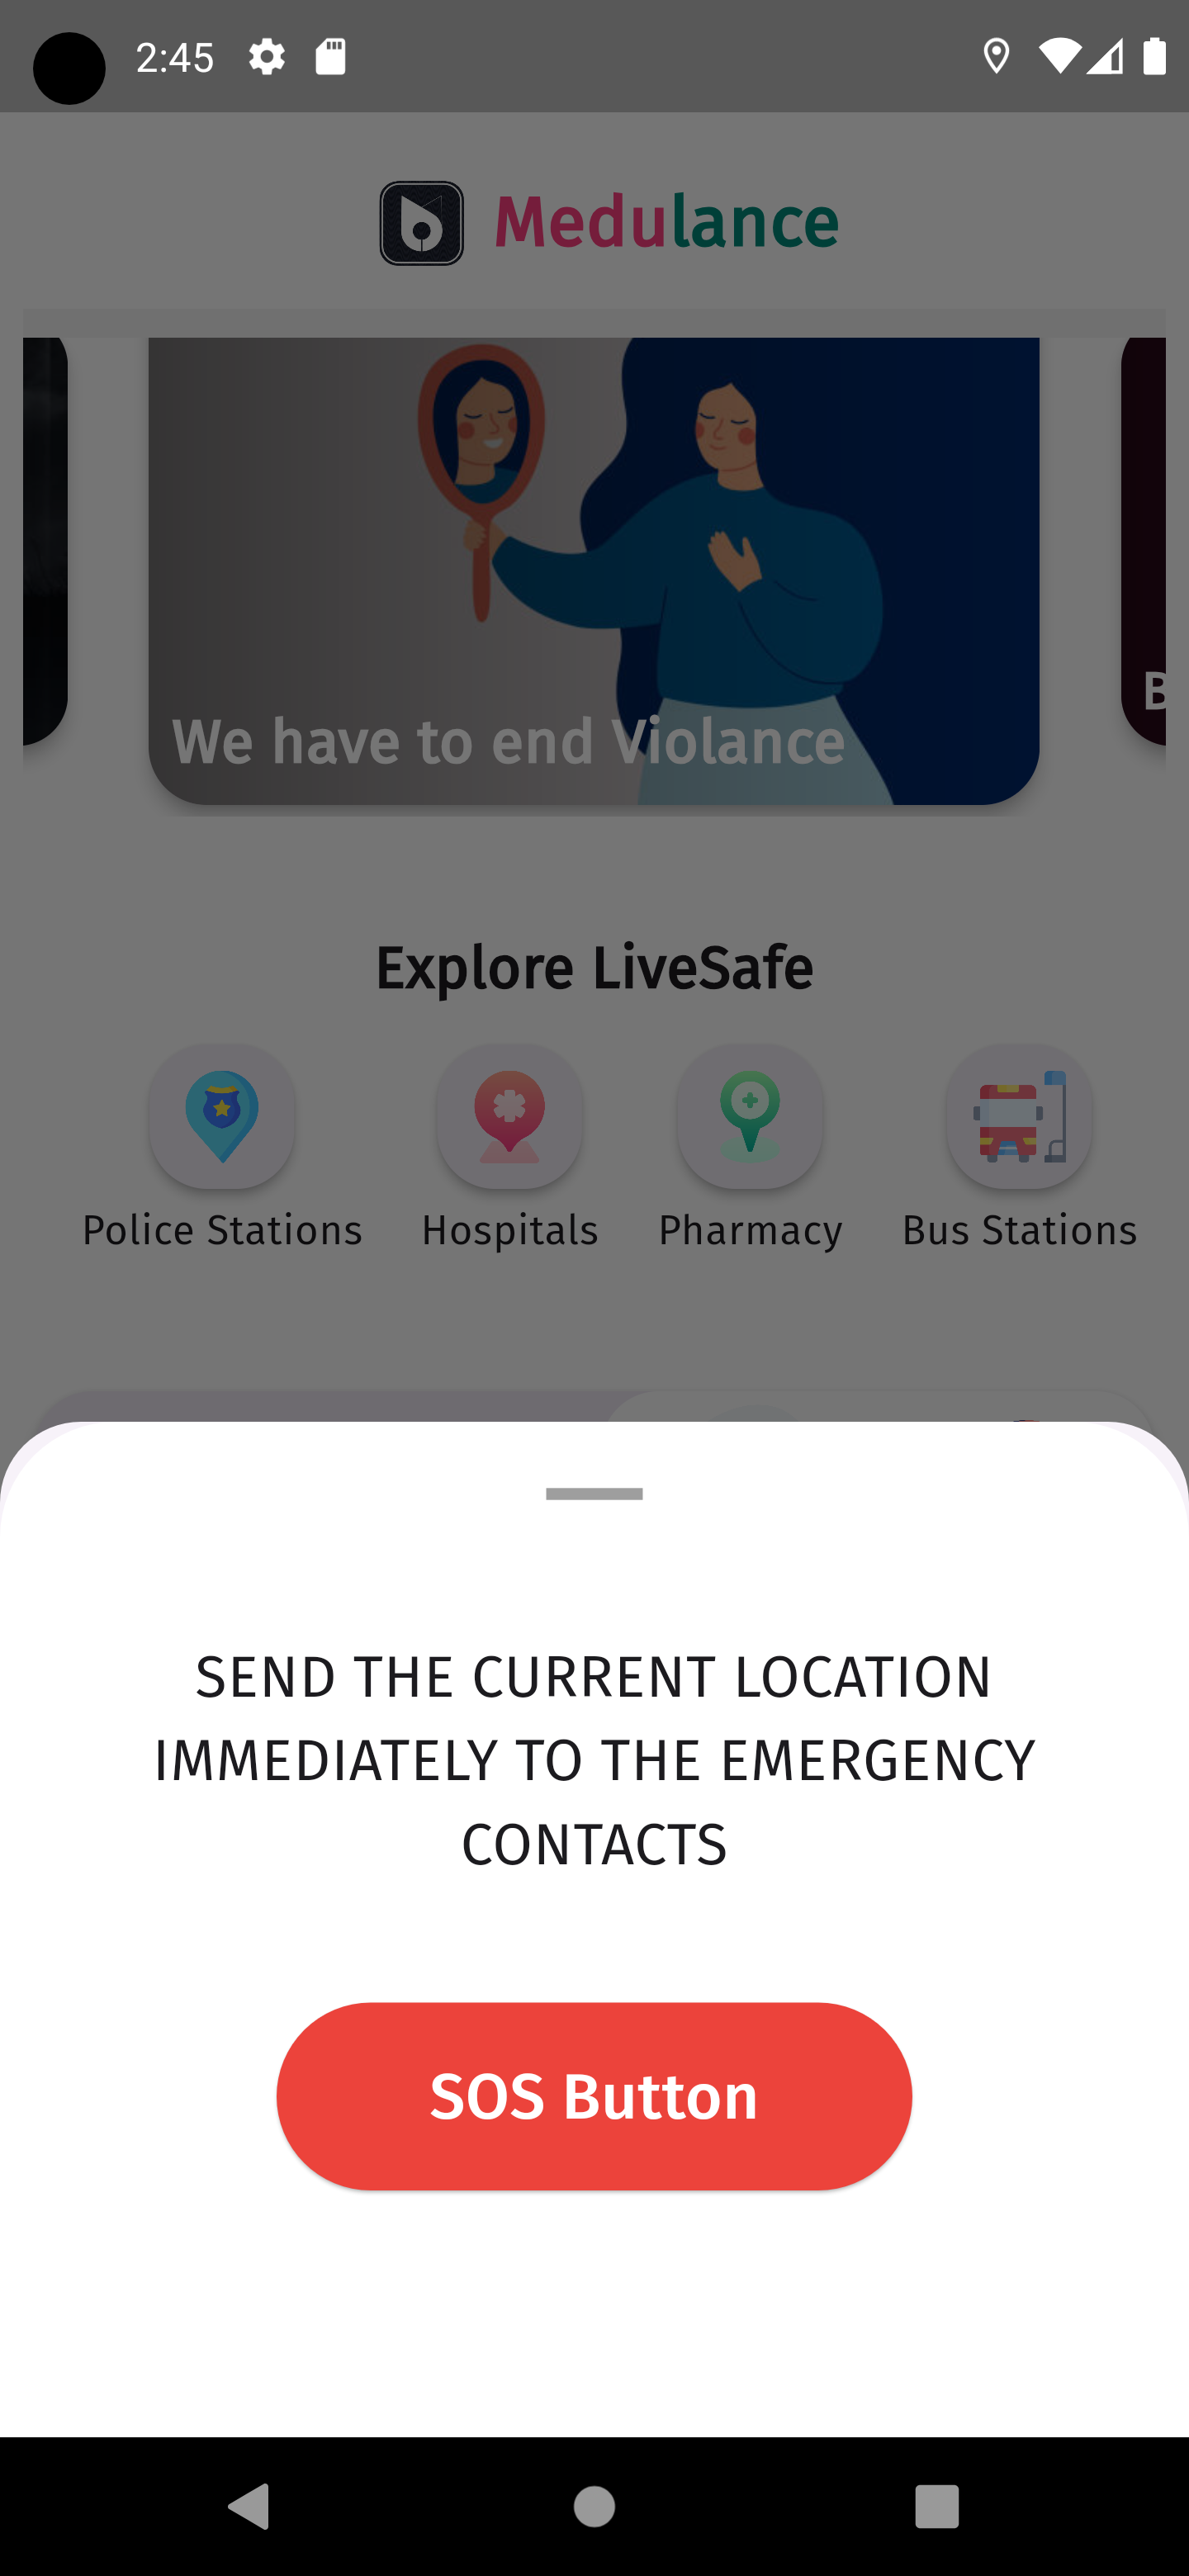 2:45
Medulance
We have to end Violance
B
Explore LiveSafe
Police Stations
Hospitals
Pharmacy
Bus Stations
SEND THE CURRENT LOCATION
IMMEDIATELY TO THE EMERGENCY
CONTACTS
SOS Button